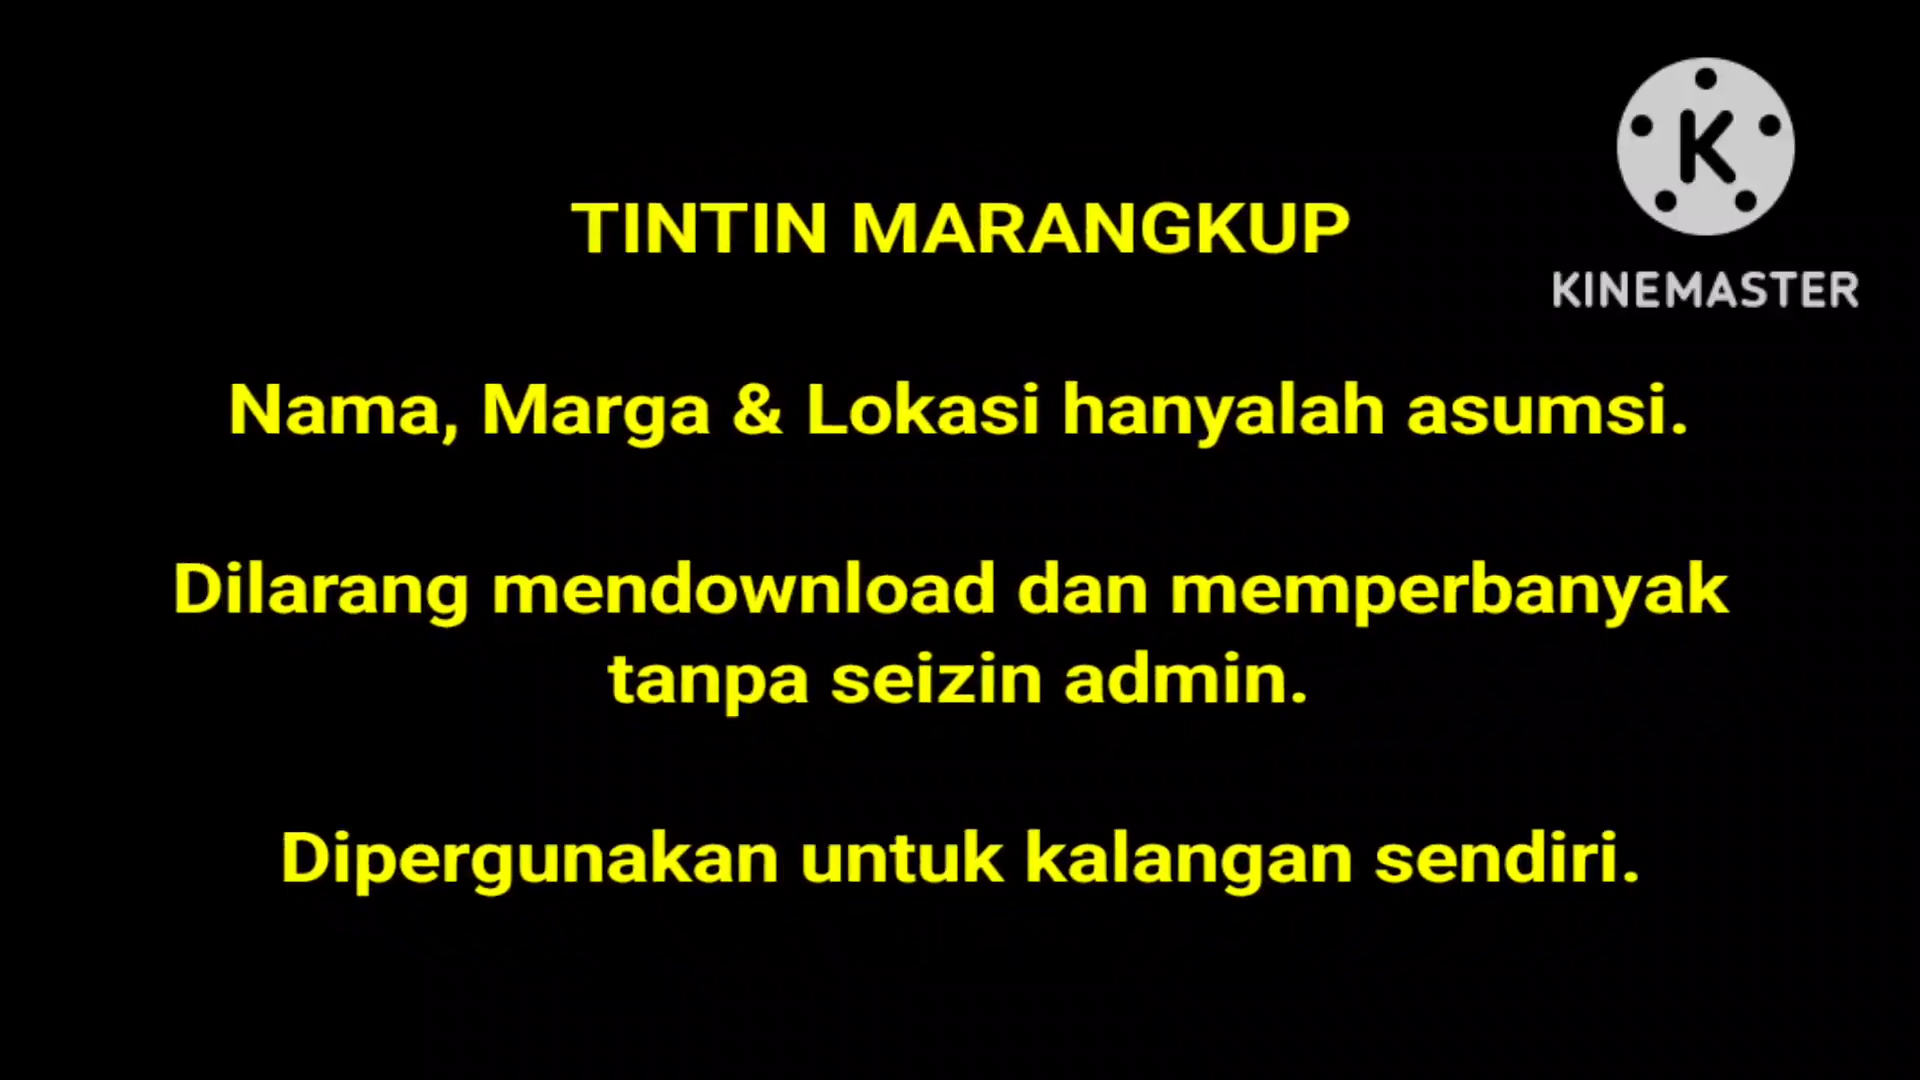 TINTIN MARANGKUP
K
KINEMASTER
Nama, Marga & Lokasi hanyalah asumsi.
Dilarang mendownload dan memperbanyak
tanpa seizin admin.
Dipergunakan untuk kalangan sendiri.